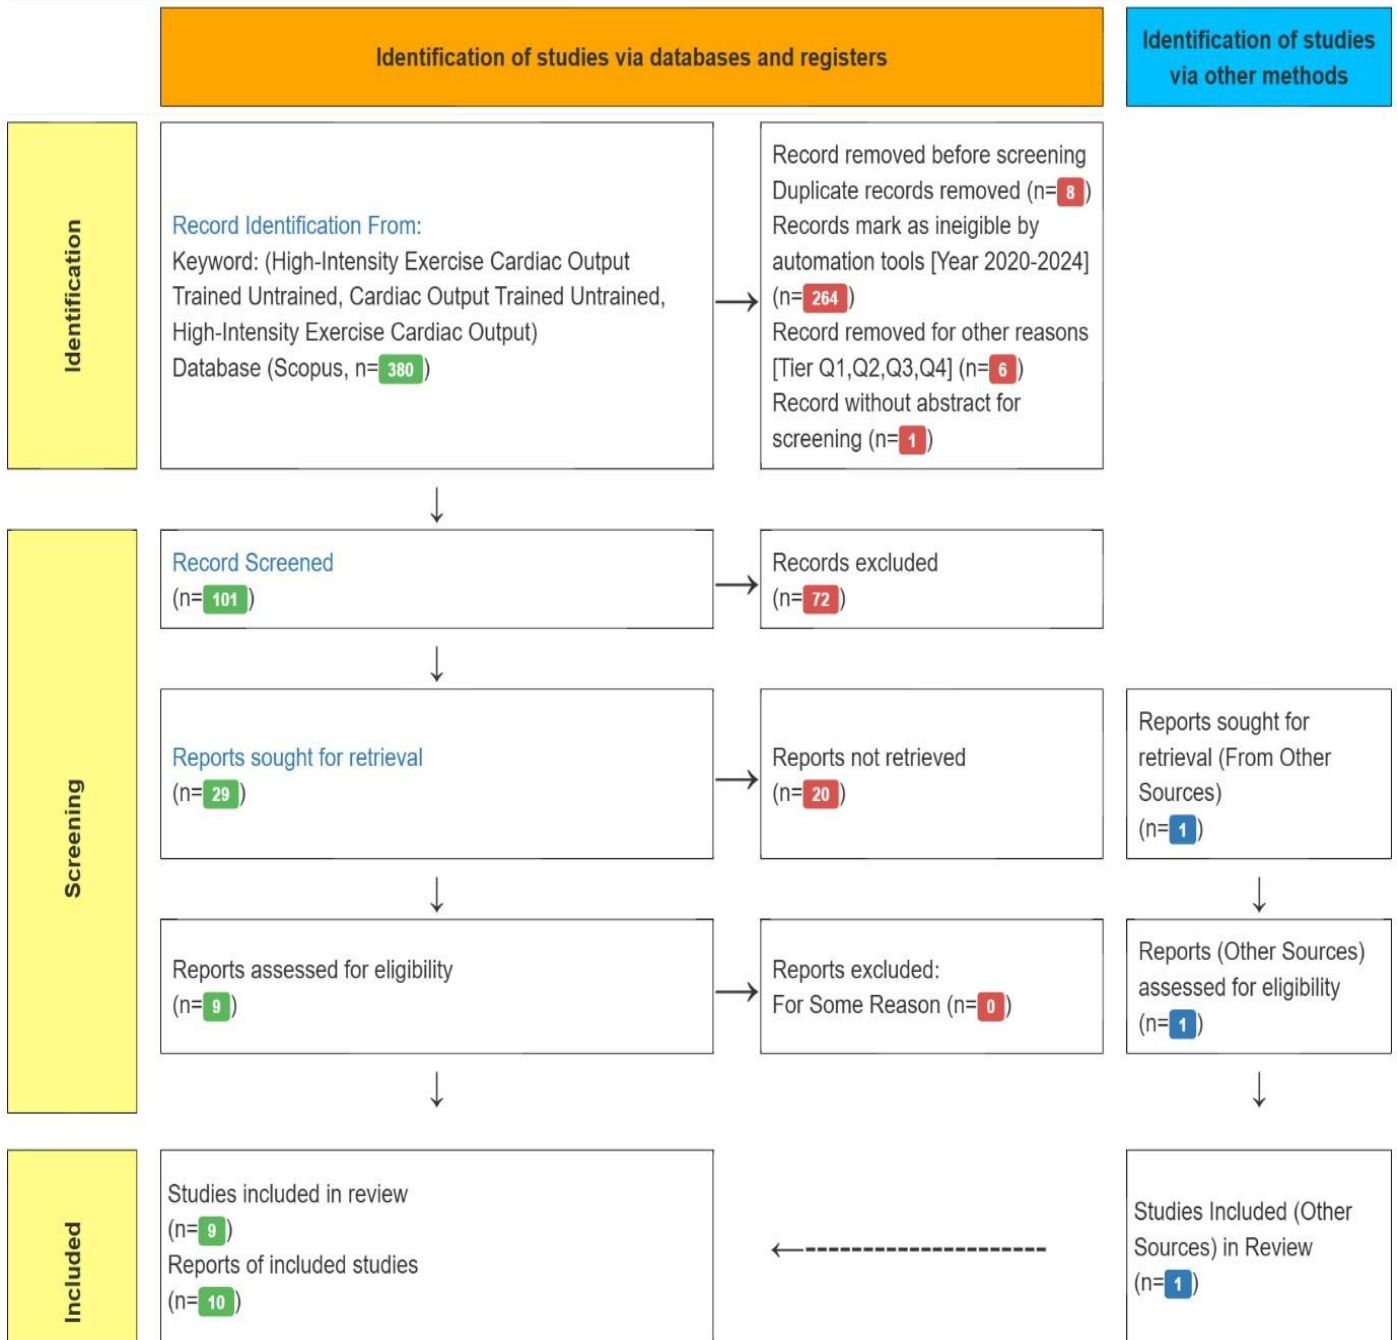 Identification of studies via databases and registers
Identification of studies
via other methods
Identification
Record Identification From:
Keyword: (High-Intensity Exercise Cardiac Output
Trained Untrained, Cardiac Output Trained Untrained,
High-Intensity Exercise Cardiac Output)
Database (Scopus, n= 380 )
Record removed before screening
Duplicate records removed (n= 8 )
Records mark as ineigible by
automation tools [Year 2020-2024]
(n= 264 )
Record removed for other reasons
[Tier Q1,Q2,Q3,Q4] (n= 6 )
Record without abstract for
screening (n= 1 )
Screening
Record Screened
(n= 101 )
Records excluded
(n= 72 )
Reports sought for retrieval
(n= 29 )
Reports not retrieved
(n= 20 )
Reports sought for
retrieval (From Other
Sources)
(n= 1 )
Reports assessed for eligibility
(n= 9 )
Reports excluded:
For Some Reason (n= 0 )
Reports (Other Sources)
assessed for eligibility
(n= 1 )
Included
Studies included in review
(n= 9 )
Reports of included studies
(n= 10 )
Studies Included (Other
Sources) in Review
(n= 1 )